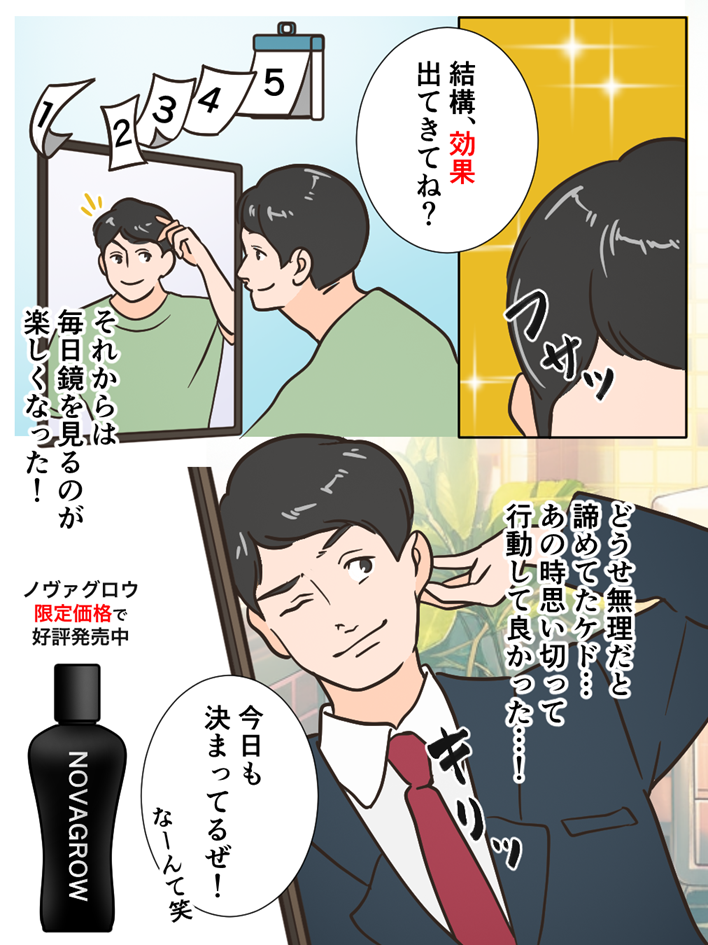 1
2
3
4
5
結構、効果
出てきてね？
フサッ
それからは
毎日鏡を見るのが
楽しくなった！
どうせ無理だと
諦めてたケド…
あの時思い切って
行動して良かった…！
ノヴァグロウ
限定価格で
好評発売中
NOVAGROW
キリッ
今日も
決まってるぜ！
なーんて笑